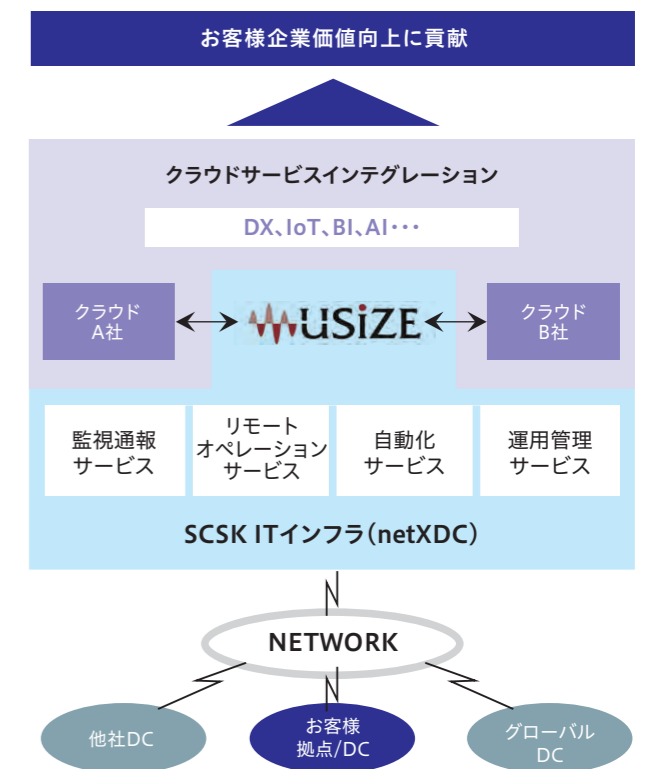 お客様企業価値向上に貢献
クラウドサービスインテグレーション
DX、IoT、BI、AI・・・
クラウド
A社
USiZE
クラウド
B社
監視通報
サービス
リモート
オペレーション
サービス
自動化
サービス
運用管理
サービス
SCSK ITインフラ（netXDC）
NETWORK
他社DC
お客様
拠点/DC
グローバル
DC